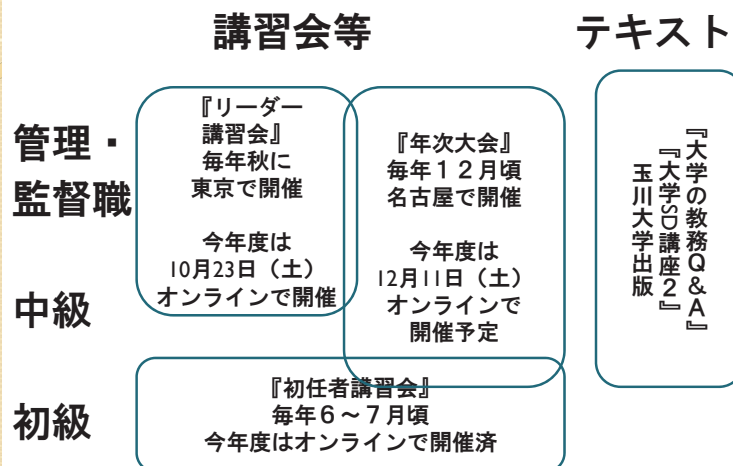 講習会等
テキスト
管理・
監督職
中級
初級
『リーダー
講習会』
毎年秋に
東京で開催
今年度は
10月23日（土）
オンラインで開催
『年次大会』
毎年１２月頃
名古屋で開催
今年度は
12月11日（土）
オンラインで
開催予定
『初任者講習会』
毎年６～７月頃
今年度はオンラインで開催済
『大学の教務Ｑ＆Ａ』
『大学SD講座２』
玉川大学出版